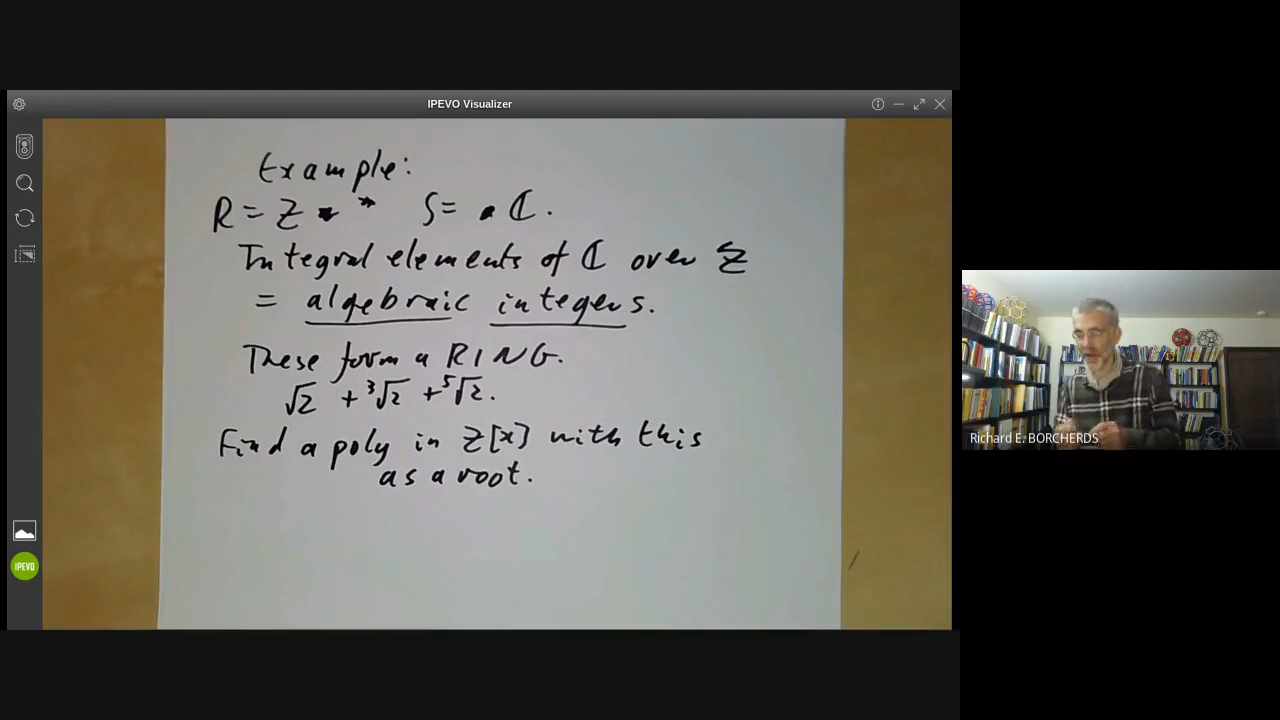 IPEVO Visualizer
Example:
R = Z S = ℂ.
Integral elements of ℂ over Z
= algebraic integers.
These form a RING.
√2 + ³√2 + ⁵√2.
Find a poly in Z[x] with this
as a root.
IPEVO
Richard E. BORCHERDS